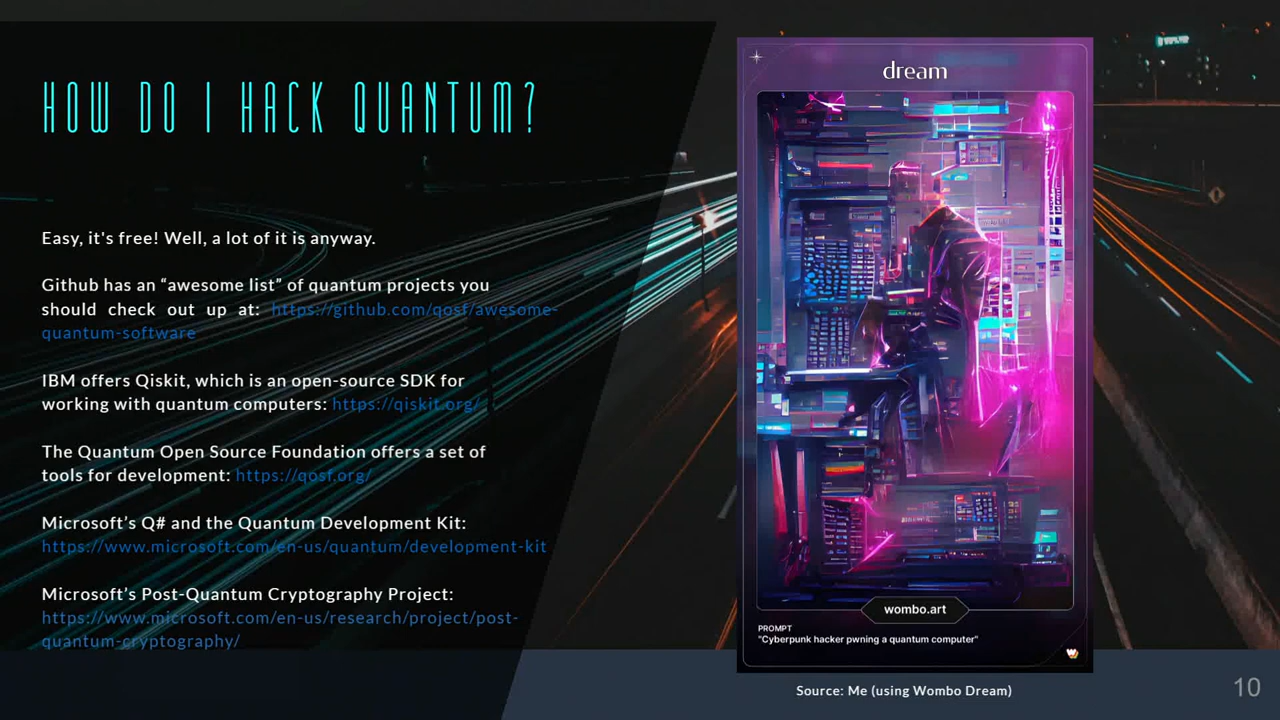 HOW DO I HACK QUANTUM?
Easy, it's free! Well, a lot of it is anyway.
Github has an “awesome list” of quantum projects you
should check out up at: https://github.com/qosf/awesome-
quantum-software
IBM offers Qiskit, which is an open-source SDK for
working with quantum computers: https://qiskit.org/
The Quantum Open Source Foundation offers a set of
tools for development: https://qosf.org/
Microsoft’s Q# and the Quantum Development Kit:
https://www.microsoft.com/en-us/quantum/development-kit
Microsoft’s Post-Quantum Cryptography Project:
https://www.microsoft.com/en-us/research/project/post-
quantum-cryptography/
dream
wombo.art
PROMPT
"Cyberpunk hacker pwning a quantum computer"
W
Source: Me (using Wombo Dream)
10